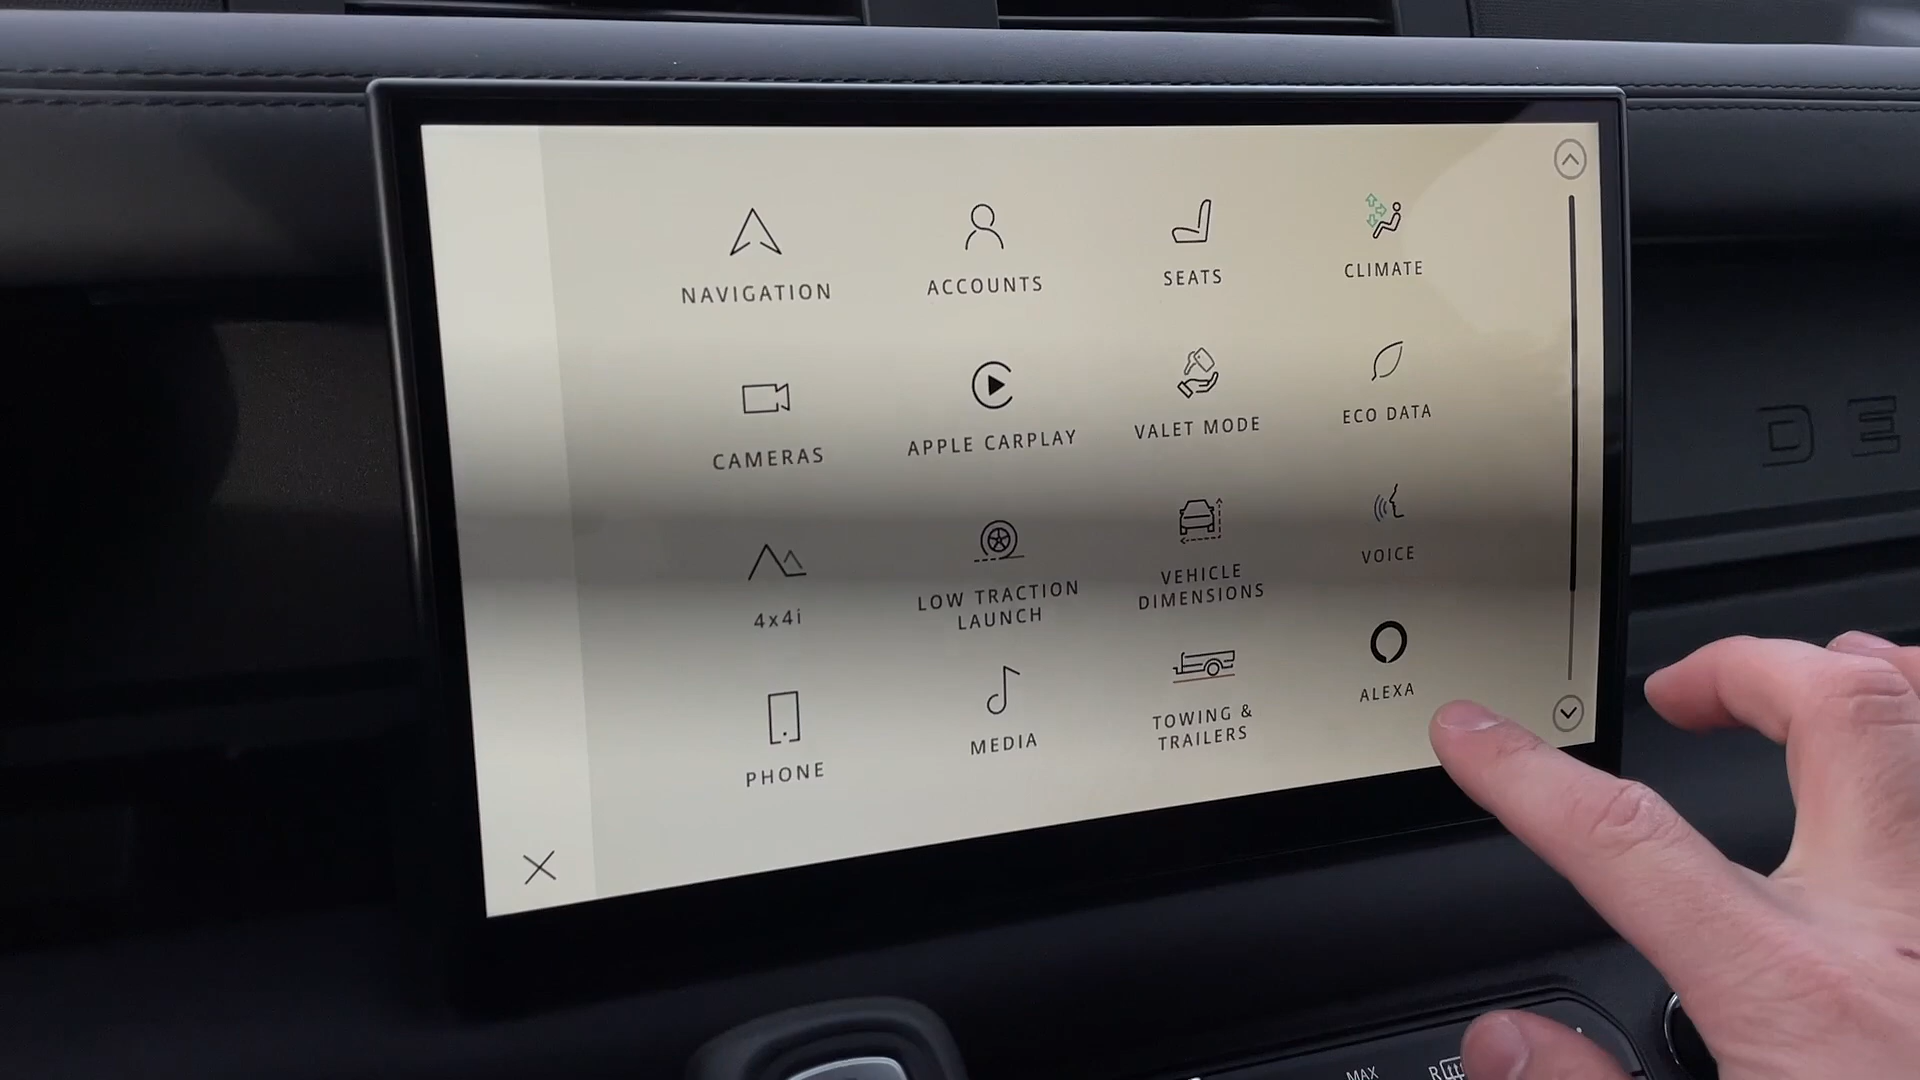 NAVIGATION
ACCOUNTS
SEATS
CLIMATE
CAMERAS
APPLE CARPLAY
VALET MODE
ECO DATA
4x4i
LOW TRACTION
LAUNCH
VEHICLE
DIMENSIONS
VOICE
PHONE
MEDIA
TOWING &
TRAILERS
ALEXA
D E
MAX
R